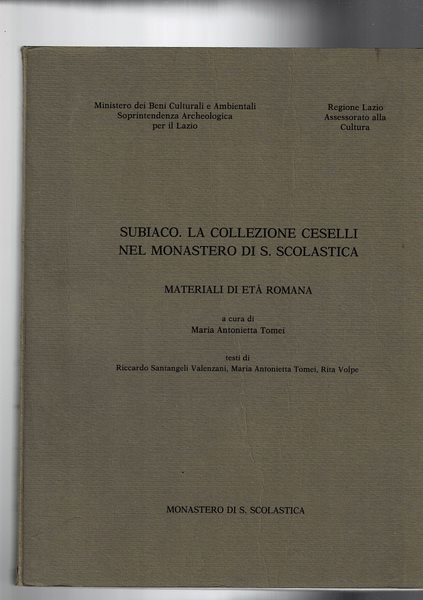 Ministero dei Beni Culturali e Ambientali
Soprintendenza Archeologica
per il Lazio
Regione Lazio
Assessorato alla
Cultura
SUBIACO. LA COLLEZIONE CESELLI
NEL MONASTERO DI S. SCOLASTICA
MATERIALI DI ETÀ ROMANA
a cura di
Maria Antonietta Tomei
testi di
Riccardo Santangeli Valenzani, Maria Antonietta Tomei, Rita Volpe
MONASTERO DI S. SCOLASTICA